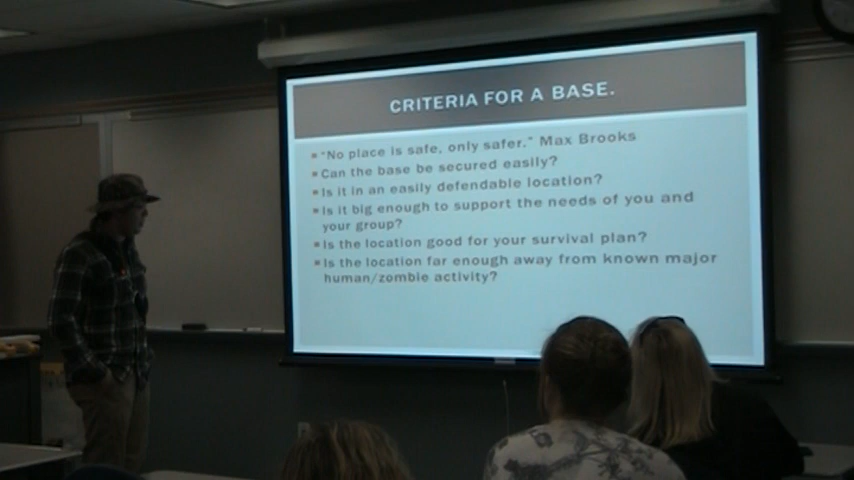 CRITERIA FOR A BASE.
"No place is safe, only safer." Max Brooks
Can the base be secured easily?
Is it in an easily defendable location?
Is it big enough to support the needs of you and
your group?
Is the location good for your survival plan?
Is the location far enough away from known major
human/zombie activity?